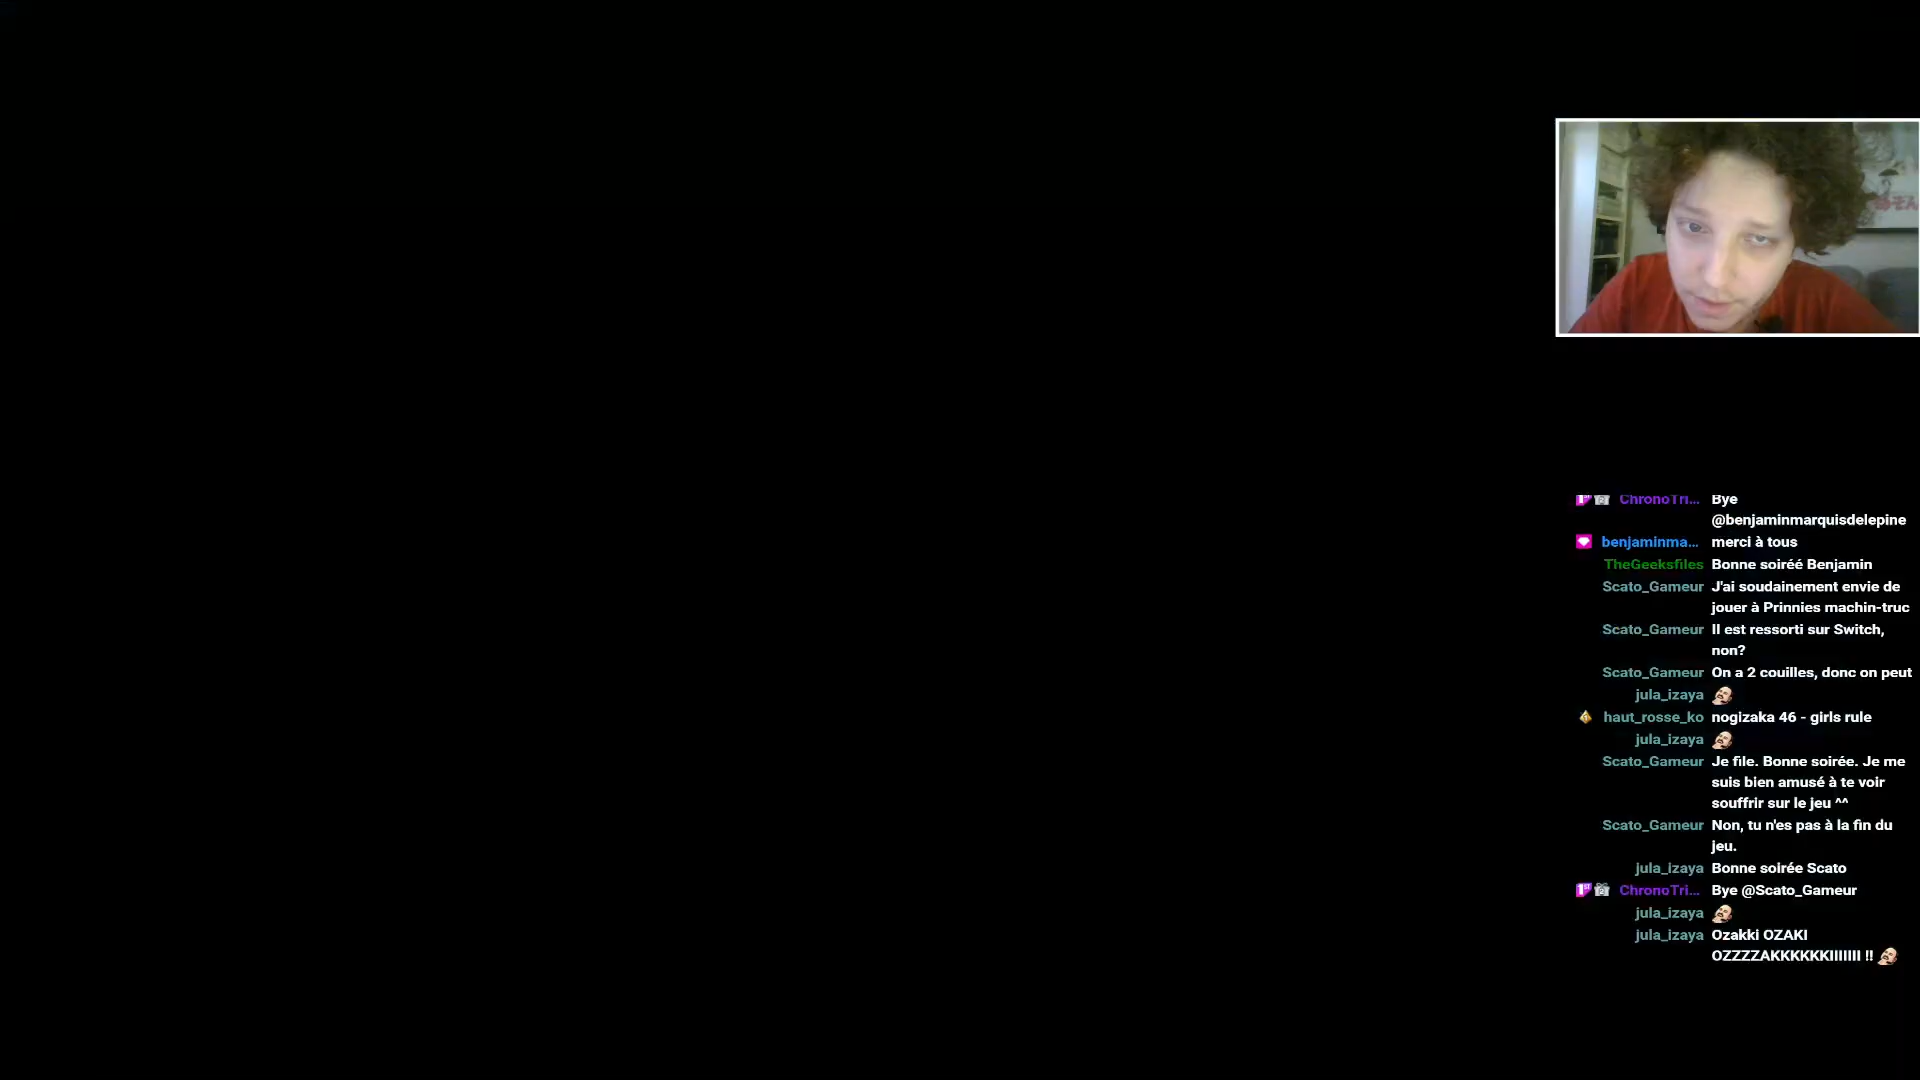 ChronoTri... Bye
@benjaminmarquisdelepine
benjaminma... merci à tous
TheGeeksfiles Bonne soiréé Benjamin
Scato_Gameur J'ai soudainement envie de
jouer à Prinnies machin-truc
Scato_Gameur Il est ressorti sur Switch,
non?
Scato_Gameur On a 2 couilles, donc on peut
jula_izaya
haut_rosse_ko nogizaka 46 - girls rule
jula_izaya
Scato_Gameur Je file. Bonne soirée. Je me
suis bien amusé à te voir
souffrir sur le jeu ^^
Scato_Gameur Non, tu n'es pas à la fin du
jeu.
jula_izaya Bonne soirée Scato
ChronoTri... Bye @Scato_Gameur
jula_izaya
jula_izaya Ozakki OZAKI
OZZZZAKKKKKKIIIIIII !!